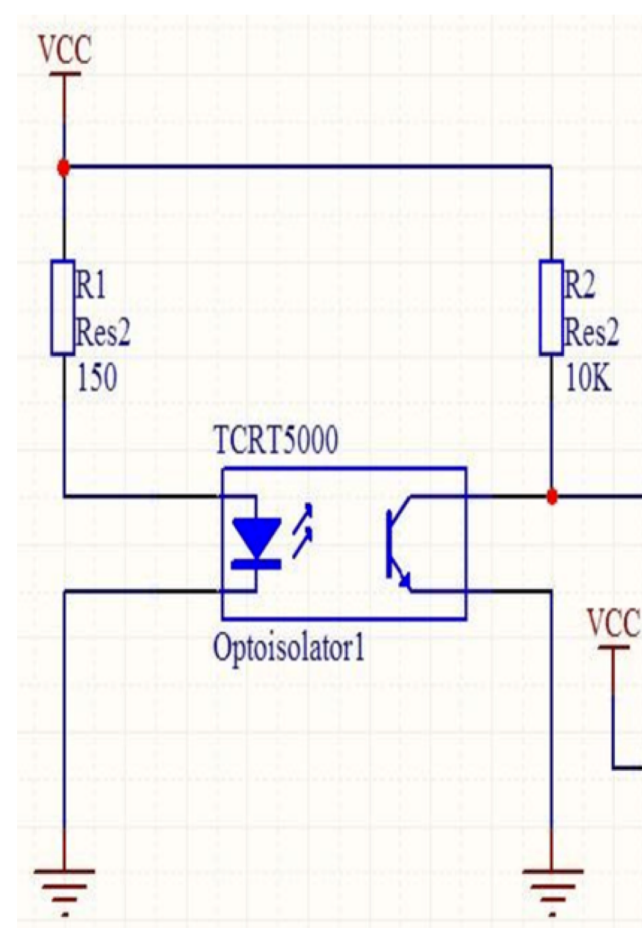 VCC
R1
Res2
150
R2
Res2
10K
TCRT5000
Optoisolator1
VCC